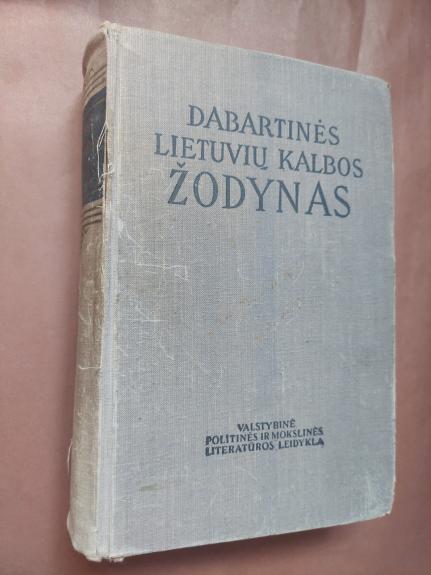 DABARTINĖS
LIETUVIŲ KALBOS
ŽODYNAS
VALSTYBINĖ
POLITINĖS IR MOKSLINĖS
LITERATŪROS LEIDYKLA